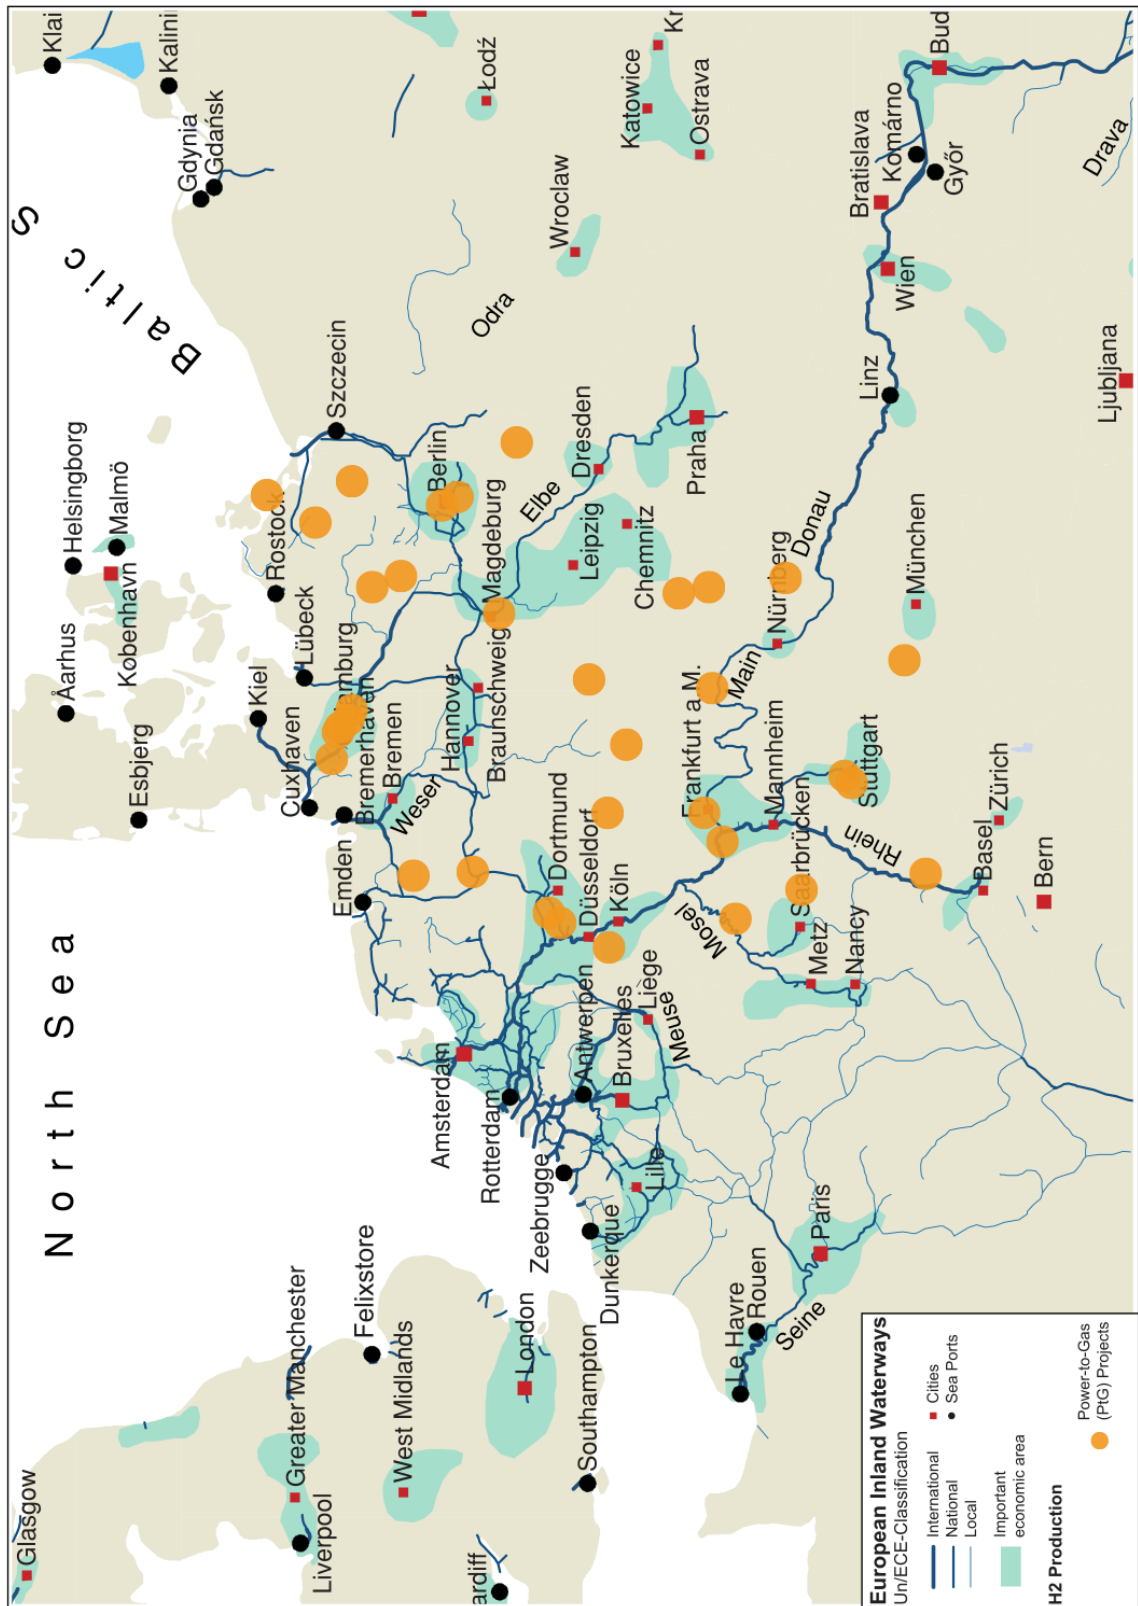 North Sea
Baltic S
Glasgow
Greater Manchester
Liverpool
West Midlands
Felixstore
London
Southampton
ardiff
Esbjerg
Åarhus
København
Helsingborg
Malmö
Kiel
Cuxhaven
Lübeck
Rostock
amburg
Bremerhaven
Bremen
Weser
Emden
Hannover
Brauhschweig
Magdeburg
Berlin
Szczecin
Gdynia
Gdańsk
Kalini
Klai
Łodź
Wroclaw
Odra
Katowice
Kr
Ostrava
Elbe
Dresden
Leipzig
Chemnitz
Praha
Amsterdam
Rotterdam
Zeebrugge
Dunkerque
Antwerpen
Bruxelles
Liége
Meuse
Lille
Dortmund
Düsseldorf
Köln
Mosel
Frankfurt a.M.
Main
Mannheim
Saarbrücken
Metz
Nancy
Stuttgart
Rhein
Basel
Zürich
Bern
Nürnberg
Donau
München
Linz
Wien
Bratislava
Komárno
Győr
Bud
Drava
Ljubljana
Le Havre
Rouen
Seine
Paris
European Inland Waterways
Un/ECE-Classification
International
National
Local
Cities
Sea Ports
Important
economic area
H2 Production
Power-to-Gas
(PtG) Projects